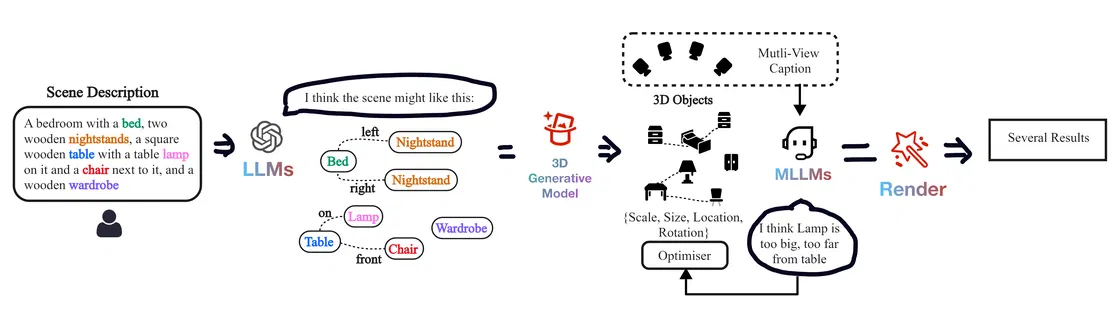 Scene Description
A bedroom with a bed, two
wooden nightstands, a square
wooden table with a table lamp
on it and a chair next to it, and a
wooden wardrobe
LLMs
I think the scene might like this:
left
Nightstand
Bed
Nightstand
right
on
Lamp
Wardrobe
Table
Chair
front
3D
Generative
Model
Mutli-View
Caption
3D Objects
{Scale, Size, Location,
Rotation}
Optimiser
MLLMs
I think Lamp is
too big, too far
from table
Render
Several Results